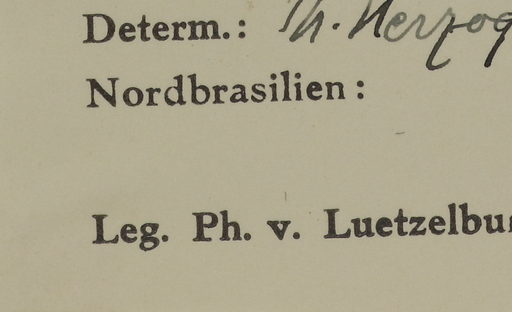 Determ.: Th. Herzog
Nordbrasilien:
Leg. Ph. v. Luetzelbu